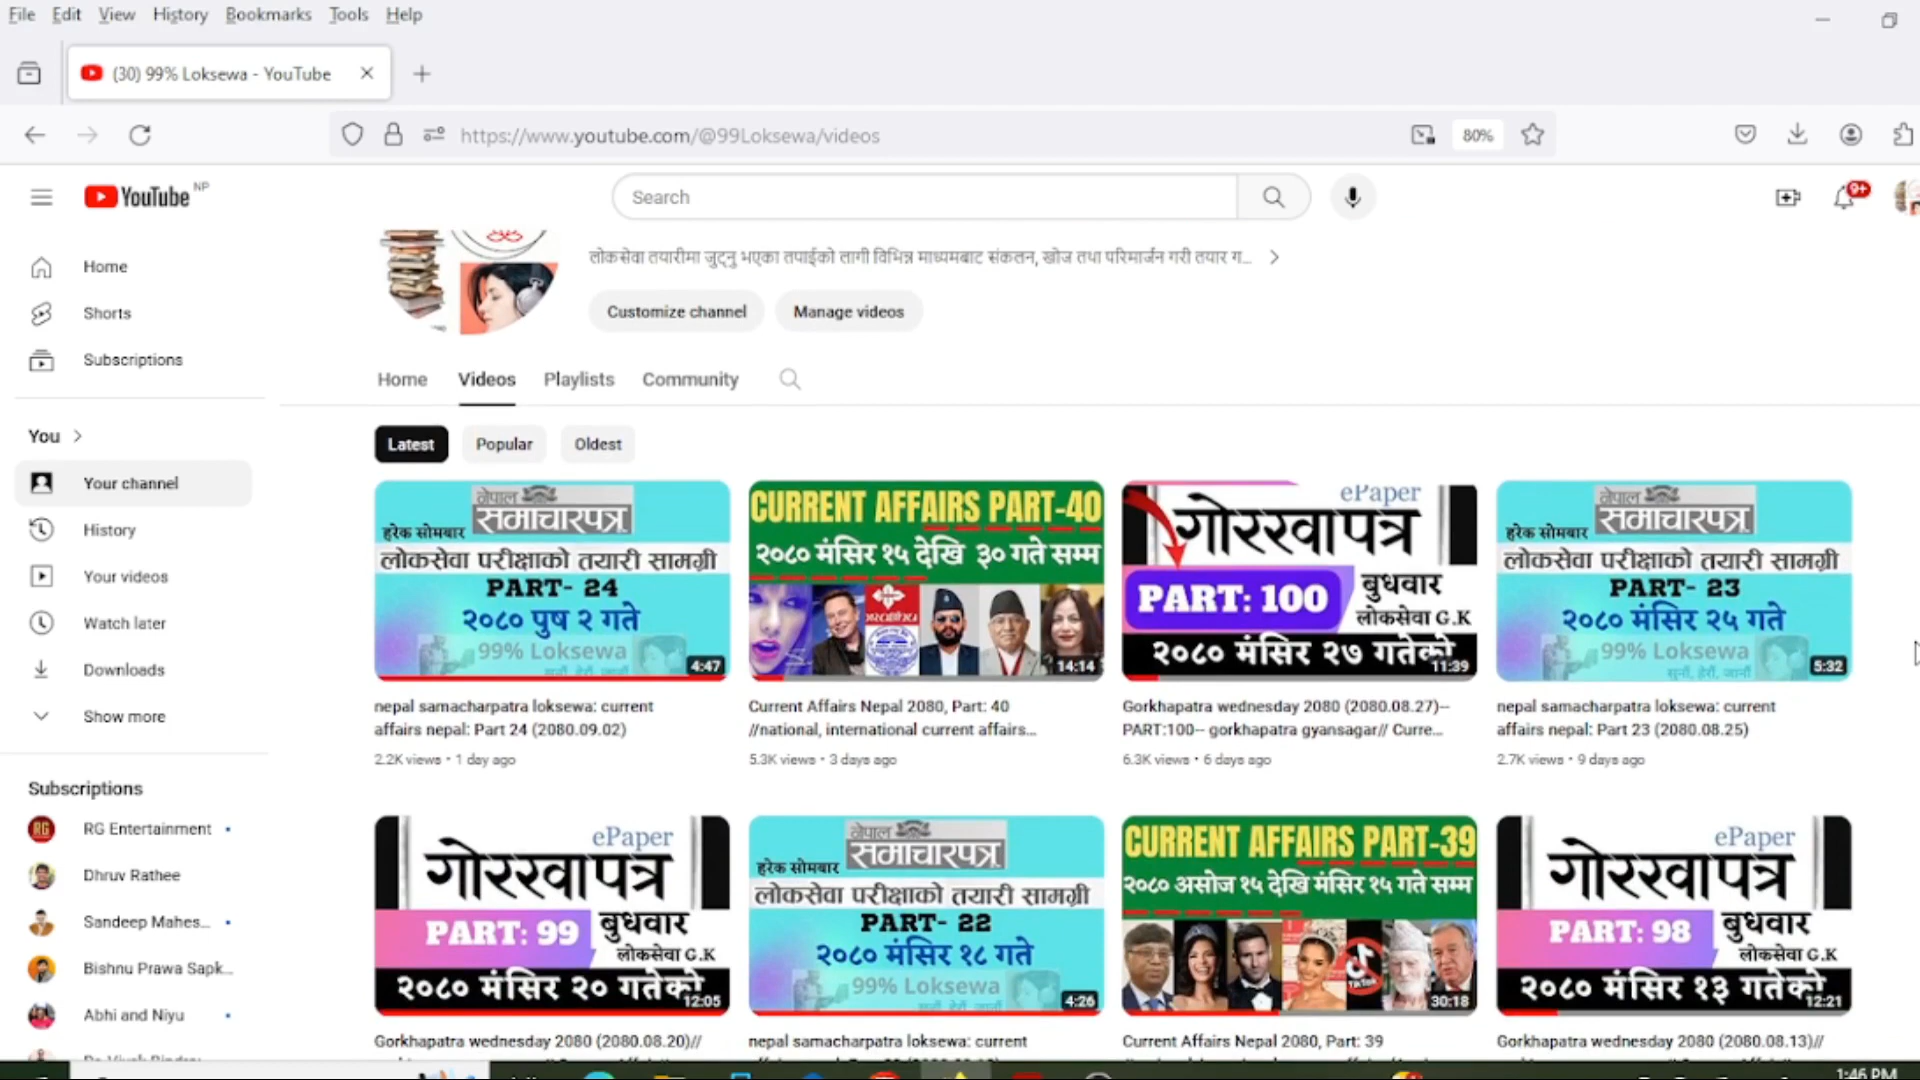 File Edit View History Bookmarks Tools Help
(30) 99% Loksewa - YouTube
https://www.youtube.com/@99Loksewa/videos
80%
YouTube NP
Search
9+
Home
Shorts
Subscriptions
You
Your channel
History
Your videos
Watch later
Downloads
Show more
Subscriptions
RG Entertainment
Dhruv Rathee
Sandeep Mahes...
Bishnu Prawa Sapk...
Abhi and Niyu
लोकसेवा तयारीमा जुट्नु भएका तपाईको लागी विभिन्न माध्यमबाट संकलन, खोज तथा परिमार्जन गरी तयार ग...
Customize channel
Manage videos
Home Videos Playlists Community
Latest Popular Oldest
नेपाल
समाचारपत्र
हरेक सोमबार
लोकसेवा परीक्षाको तयारी सामग्री
PART- 24
२०८० पुष २ गते
99% Loksewa
4:47
nepal samacharpatra loksewa: current
affairs nepal: Part 24 (2080.09.02)
2.2K views • 1 day ago
CURRENT AFFAIRS PART-40
२०८० मंसिर १५ देखि ३० गते सम्म
14:14
Current Affairs Nepal 2080, Part: 40
//national, international current affairs...
5.3K views • 3 days ago
ePaper
गोरखापत्र
PART: 100
बुधवार
लोकसेवा G.K
२०८० मंसिर २७ गतेको
11:39
Gorkhapatra wednesday 2080 (2080.08.27)--
PART:100-- gorkhapatra gyansagar// Curre...
6.3K views • 6 days ago
नेपाल
समाचारपत्र
हरेक सोमबार
लोकसेवा परीक्षाको तयारी सामग्री
PART- 23
२०८० मंसिर २५ गते
99% Loksewa
सुनौं, हेरौं, जानौं
5:32
nepal samacharpatra loksewa: current
affairs nepal: Part 23 (2080.08.25)
2.7K views • 9 days ago
ePaper
गोरखापत्र
PART: 99
बुधवार
लोकसेवा G.K
२०८० मंसिर २० गतेको
12:05
Gorkhapatra wednesday 2080 (2080.08.20)//
नेपाल
समाचारपत्र
हरेक सोमबार
लोकसेवा परीक्षाको तयारी सामग्री
PART- 22
२०८० मंसिर १८ गते
99% Loksewa
4:26
nepal samacharpatra loksewa: current
CURRENT AFFAIRS PART-39
२०८० असोज १५ देखि मंसिर १५ गते सम्म
30:18
Current Affairs Nepal 2080, Part: 39
ePaper
गोरखापत्र
PART: 98
बुधवार
लोकसेवा G.K
२०८० मंसिर १३ गतेको
12:21
Gorkhapatra wednesday 2080 (2080.08.13)//
1:46 PM